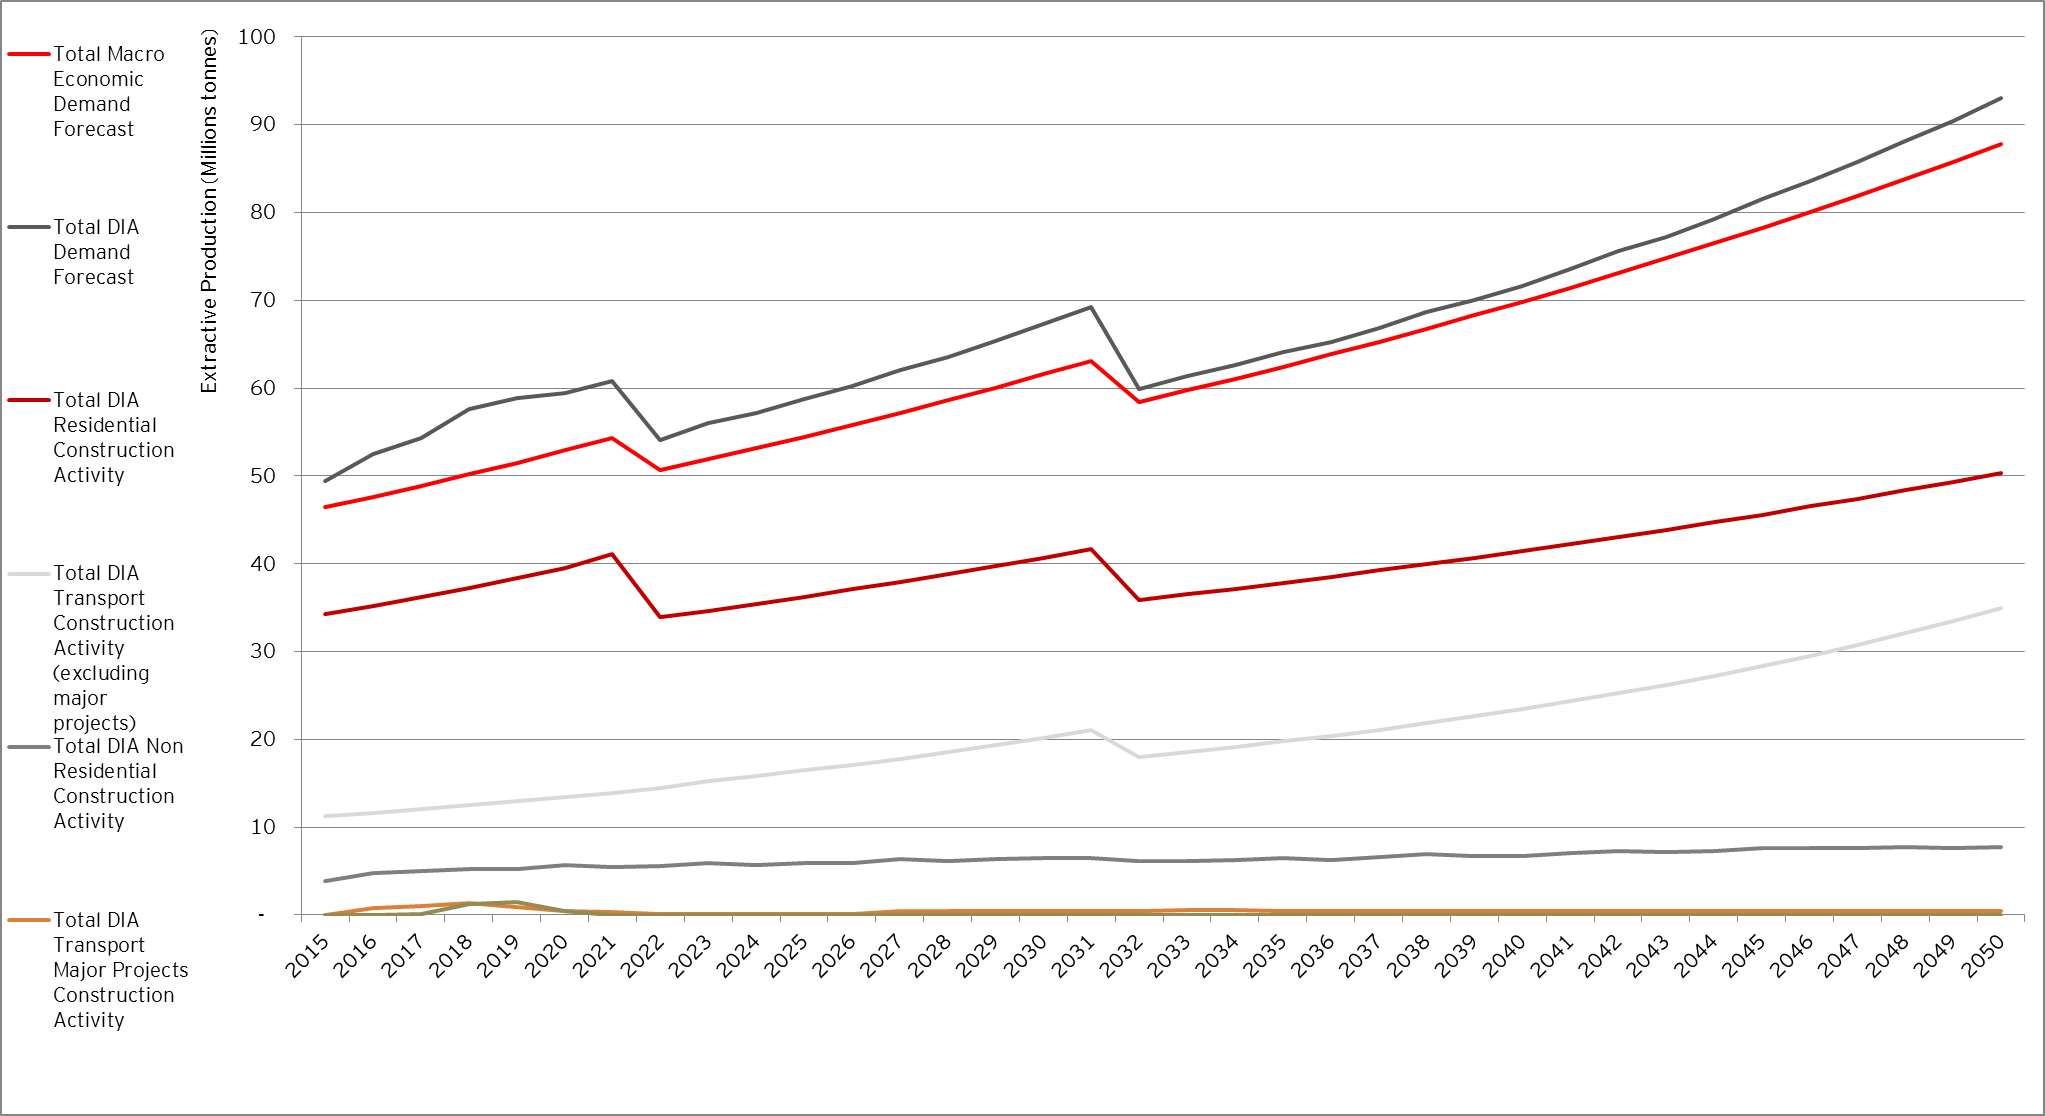 Total Macro
Economic
Demand
Forecast
Total DIA
Demand
Forecast
Total DIA
Residential
Construction
Activity
Total DIA
Transport
Construction
Activity
(excluding
major
projects)
Total DIA Non
Residential
Construction
Activity
Total DIA
Transport
Major Projects
Construction
Activity
Extractive Production (Millions tonnes)
100
90
80
70
60
50
40
30
20
10
-
2015
2016
2017
2018
2019
2020
2021
2022
2023
2024
2025
2026
2027
2028
2029
2030
2031
2032
2033
2034
2035
2036
2037
2038
2039
2040
2041
2042
2043
2044
2045
2046
2047
2048
2049
2050